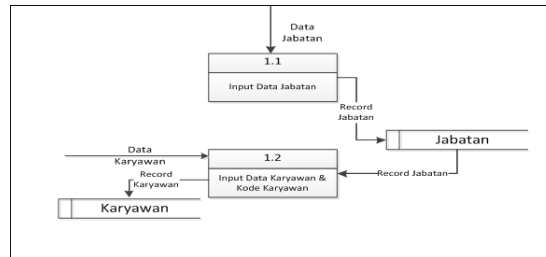 Data
Jabatan
1.1
Input Data Jabatan
Record
Jabatan
Jabatan
Data
Karyawan
1.2
Input Data Karyawan &
Kode Karyawan
Record Jabatan
Record
Karyawan
Karyawan